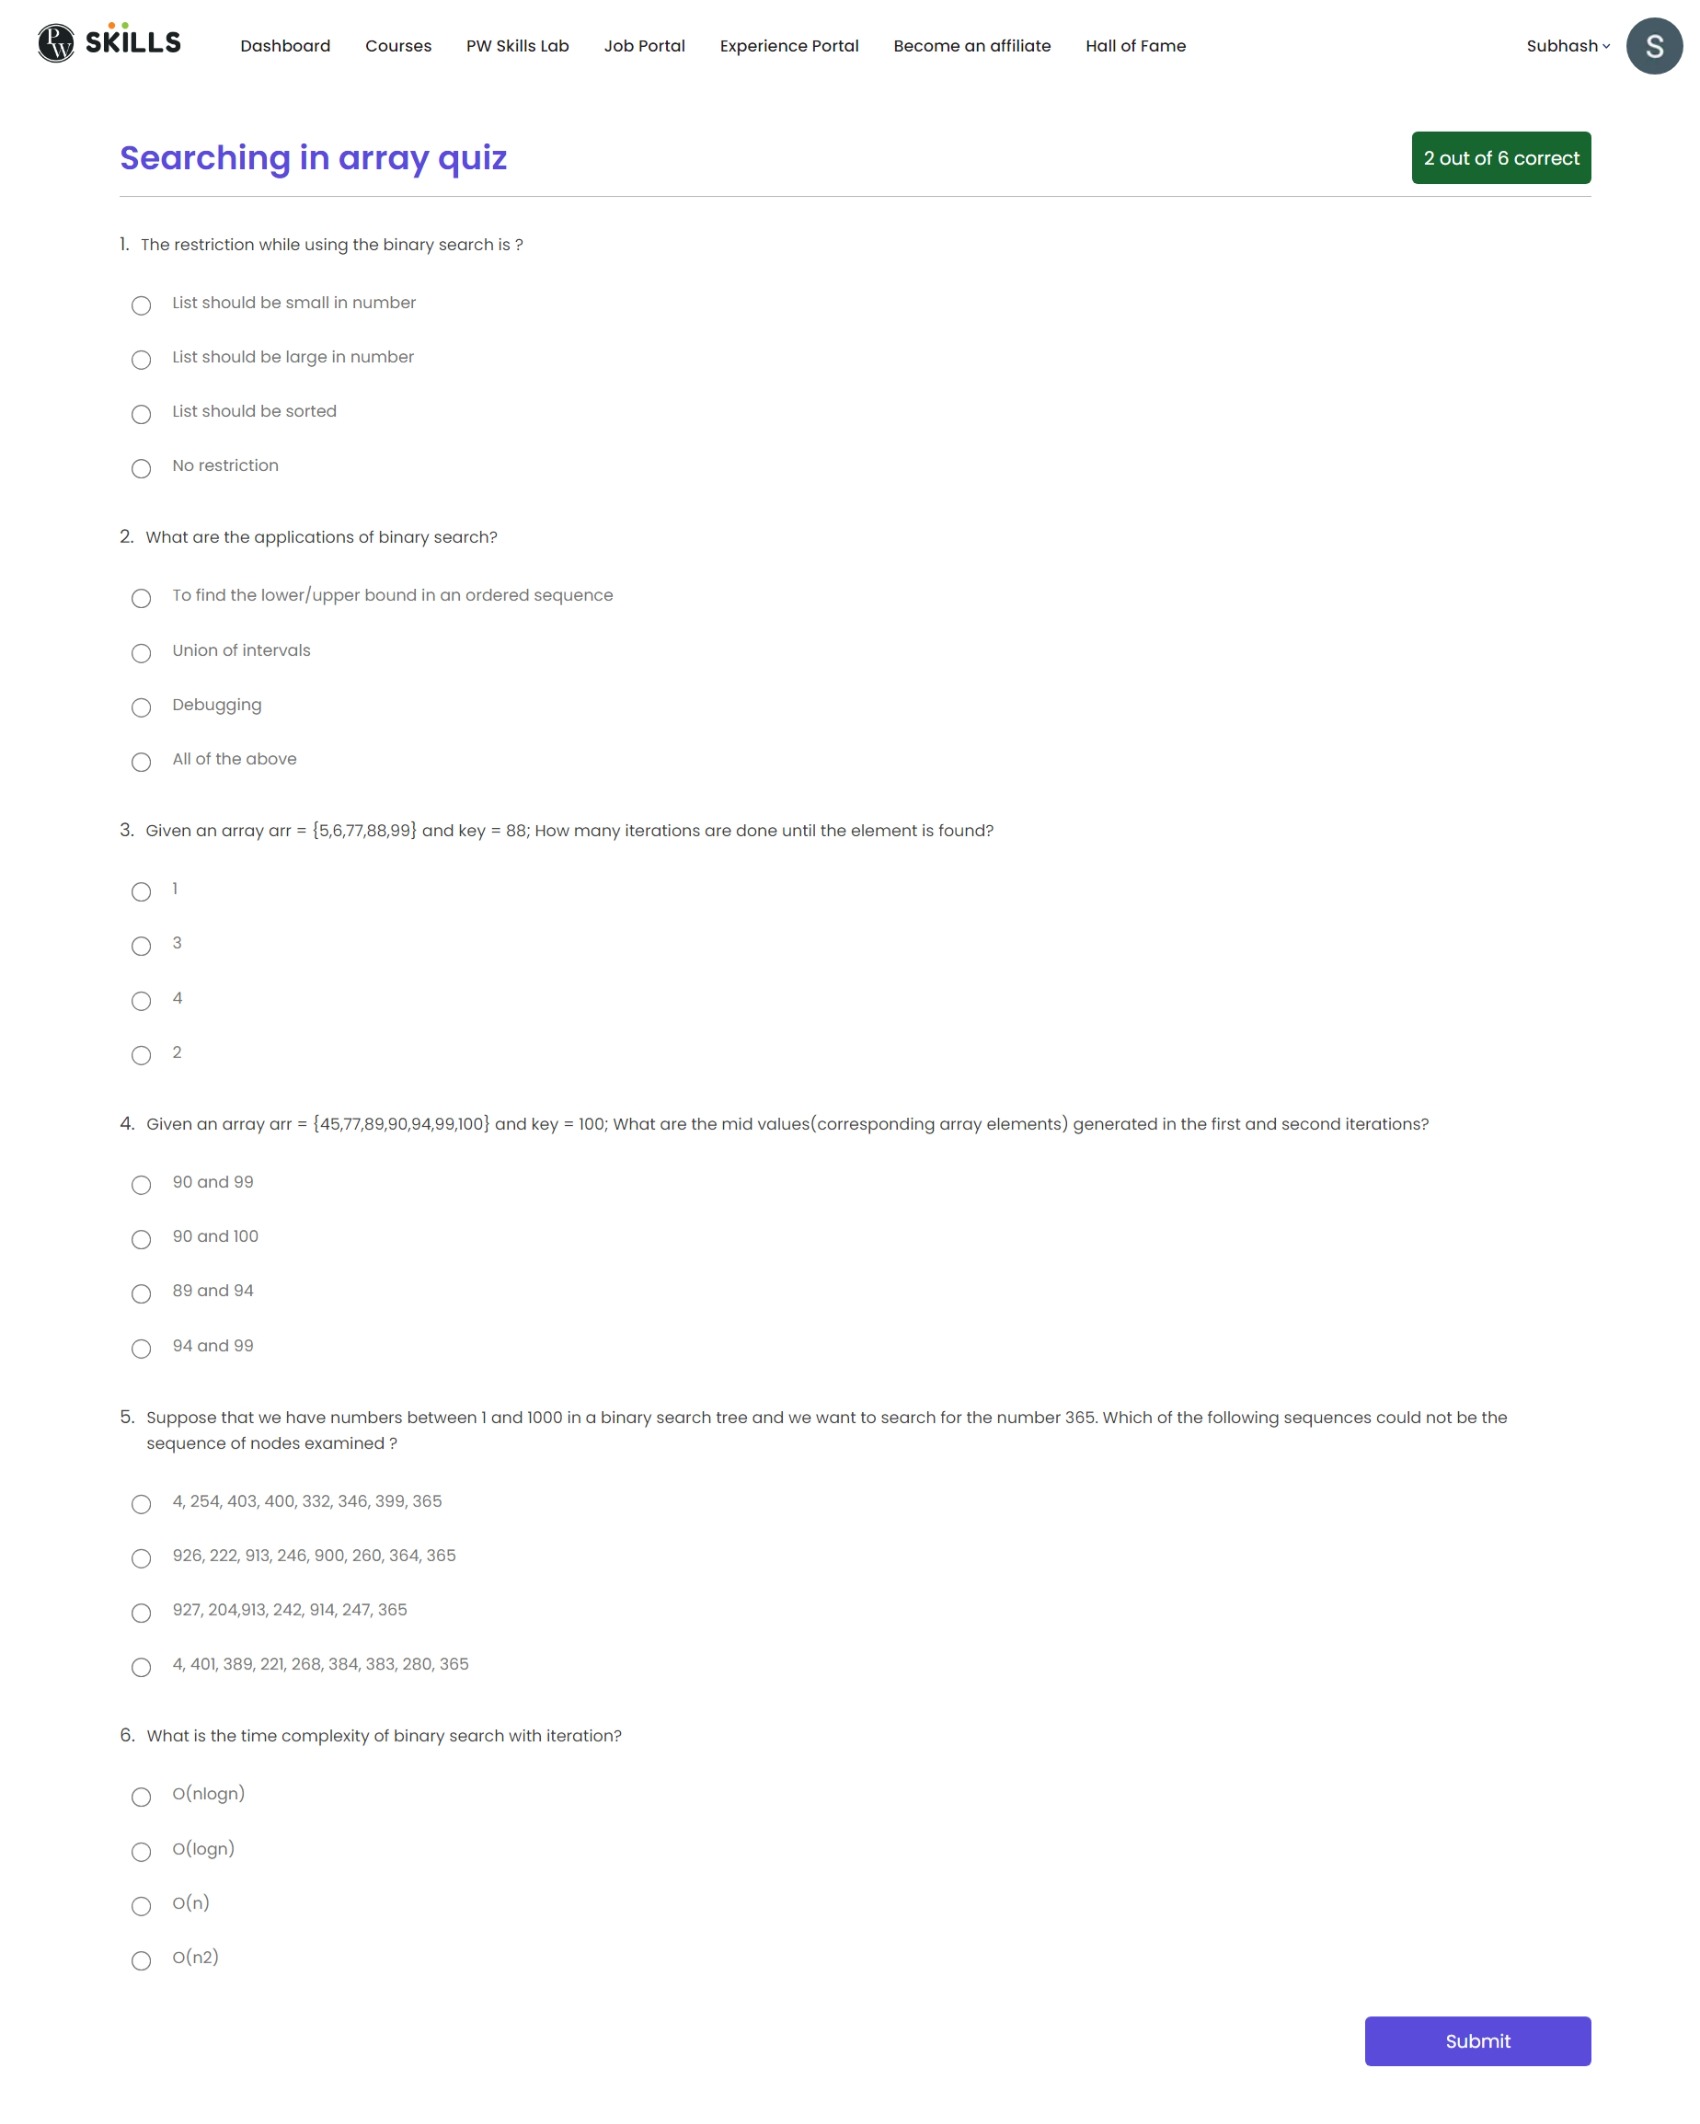 PW SKILLS Dashboard Courses PW Skills Lab Job Portal Experience Portal Become an affiliate Hall of Fame Subhash S
Searching in array quiz 2 out of 6 correct
1. The restriction while using the binary search is ?
List should be small in number
List should be large in number
List should be sorted
No restriction
2. What are the applications of binary search?
To find the lower/upper bound in an ordered sequence
Union of intervals
Debugging
All of the above
3. Given an array arr = {5,6,77,88,99} and key = 88; How many iterations are done until the element is found?
1
3
4
2
4. Given an array arr = {45,77,89,90,94,99,100} and key = 100; What are the mid values(corresponding array elements) generated in the first and second iterations?
90 and 99
90 and 100
89 and 94
94 and 99
5. Suppose that we have numbers between 1 and 1000 in a binary search tree and we want to search for the number 365. Which of the following sequences could not be the
sequence of nodes examined ?
4, 254, 403, 400, 332, 346, 399, 365
926, 222, 913, 246, 900, 260, 364, 365
927, 204,913, 242, 914, 247, 365
4, 401, 389, 221, 268, 384, 383, 280, 365
6. What is the time complexity of binary search with iteration?
O(nlogn)
O(logn)
O(n)
O(n2)
Submit